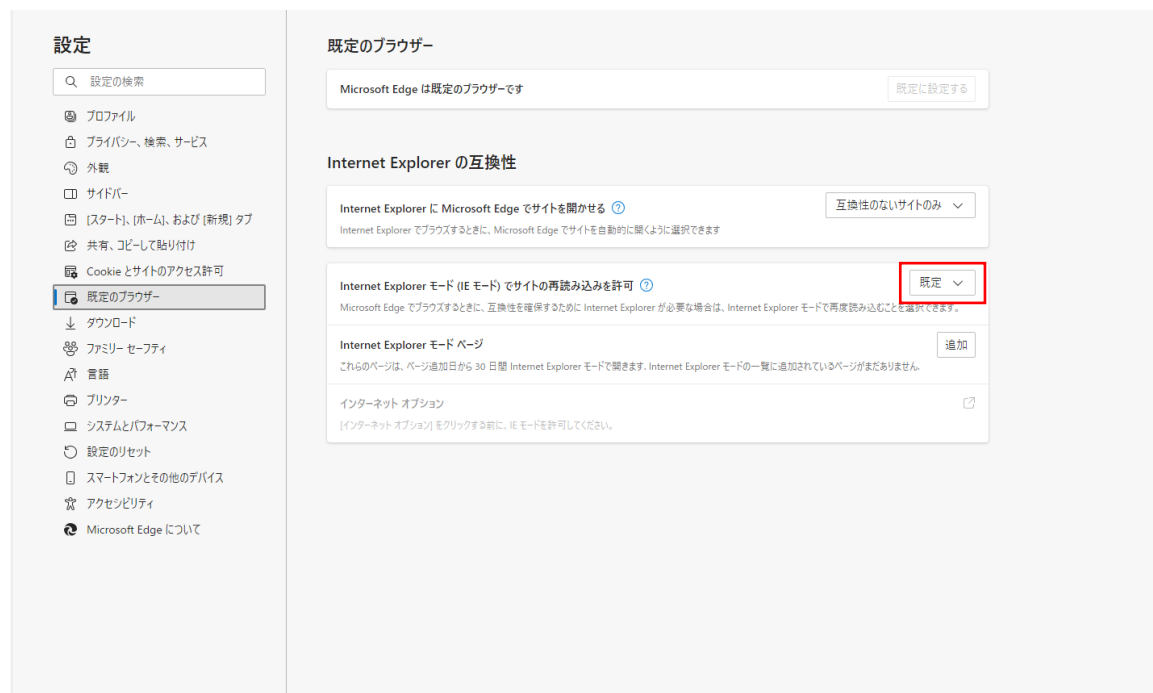 設定
設定の検索
プロファイル
プライバシー、検索、サービス
外観
サイドバー
[スタート]、[ホーム]、および [新規] タブ
共有、コピーして貼り付け
Cookie とサイトのアクセス許可
既定のブラウザー
ダウンロード
ファミリー セーフティ
言語
プリンター
システムとパフォーマンス
設定のリセット
スマートフォンとその他のデバイス
アクセシビリティ
Microsoft Edge について
既定のブラウザー
Microsoft Edge は既定のブラウザーです
既定に設定する
Internet Explorer の互換性
Internet Explorer に Microsoft Edge でサイトを開かせる
互換性のないサイトのみ
Internet Explorer でブラウズするときに、Microsoft Edge でサイトを自動的に開くように選択できます
Internet Explorer モード (IE モード) でサイトの再読み込みを許可
既定
Microsoft Edge でブラウズするときに、互換性を確保するために Internet Explorer が必要な場合は、Internet Explorer モードで再度読み込むことを選択できます。
Internet Explorer モード ページ
追加
これらのページは、ページ追加日から 30 日間 Internet Explorer モードで開きます. Internet Explorer モードの一覧に追加されているページがまだありません.
インターネット オプション
[インターネット オプション] をクリックする前に、IE モードを許可してください。